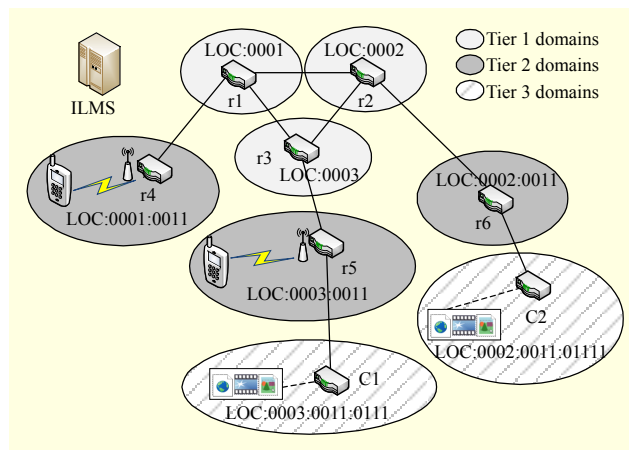 LOC:0001
LOC:0002
Tier 1 domains
Tier 2 domains
Tier 3 domains
ILMS
r1
r2
r3
LOC:0003
r4
LOC:0001:0011
LOC:0002:0011
r6
r5
LOC:0003:0011
C2
LOC:0002:0011:01111
C1
LOC:0003:0011:0111